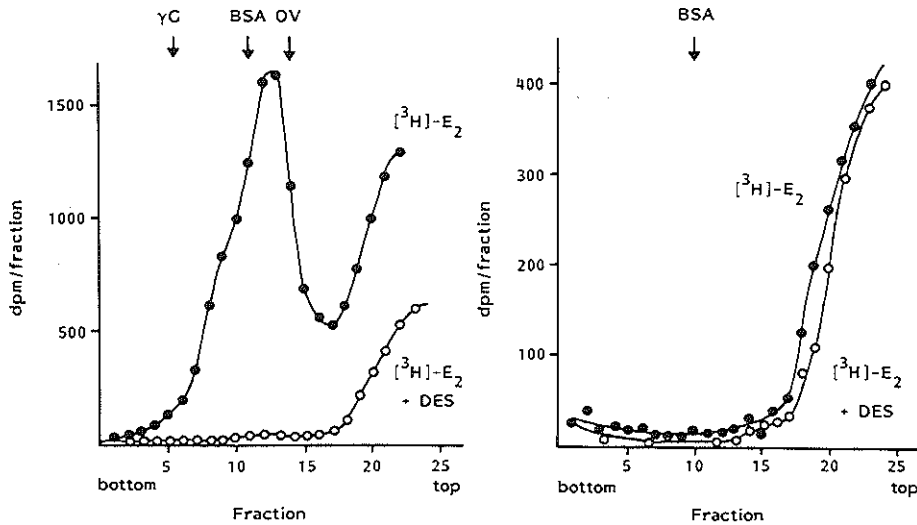 γG BSA OV
1500
1000
500
dpm/fraction
[³H]-E₂
[³H]-E₂
+ DES
5 10 15 20 25
bottom top
Fraction
BSA
400
300
200
100
dpm/fraction
[³H]-E₂
[³H]-E₂
+ DES
5 10 15 20 25
bottom top
Fraction